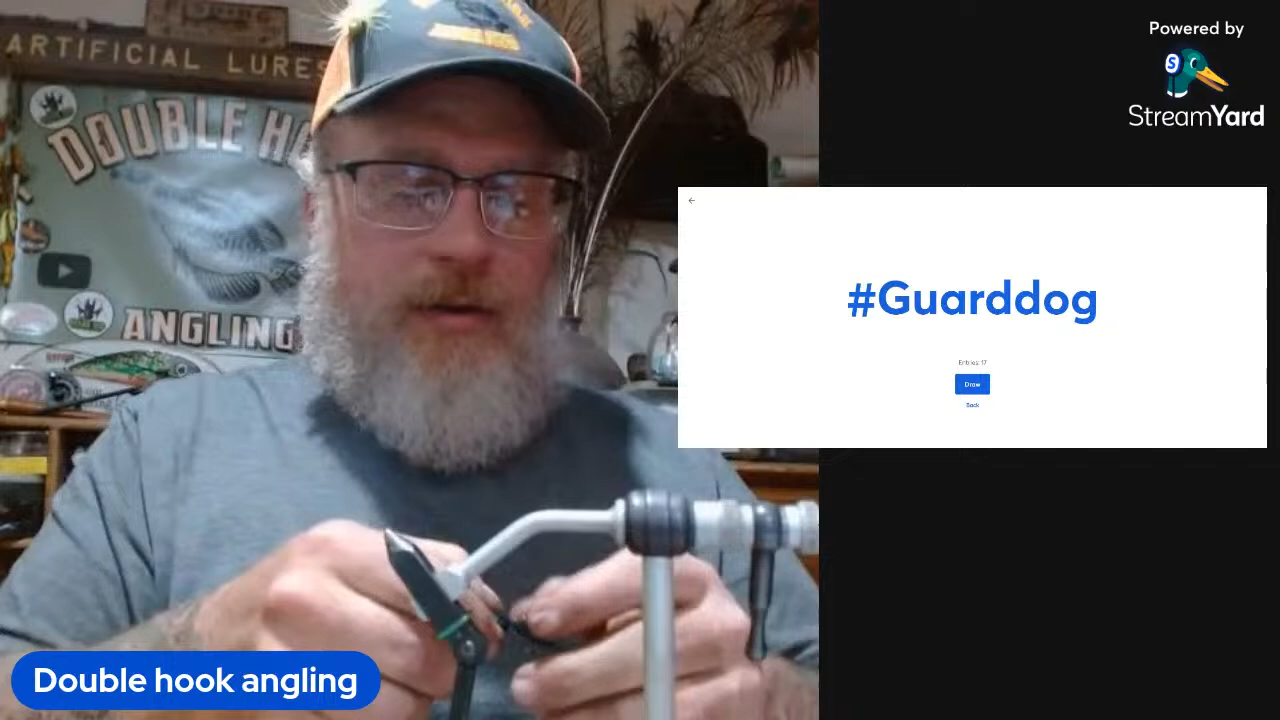 ARTIFICIAL LURES
DOUBLE HO
ANGLING
Powered by
StreamYard
#Guarddog
Entries: 17
Draw
Back
Double hook angling